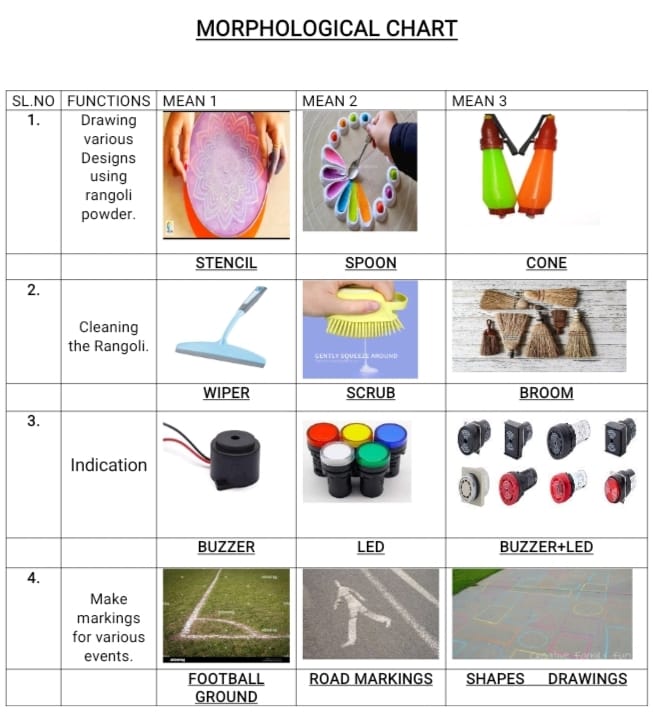 MORPHOLOGICAL CHART
SL.NO FUNCTIONS MEAN 1 MEAN 2 MEAN 3
1. Drawing
various
Designs
using
rangoli
powder.
STENCIL SPOON CONE
2.
Cleaning
the Rangoli.
GENTLY SQUEEZE AROUND
WIPER SCRUB BROOM
3.
Indication
BUZZER LED BUZZER+LED
4.
Make
markings
for various
events.
Creative Family Fun
FOOTBALL
GROUND
ROAD MARKINGS SHAPES DRAWINGS